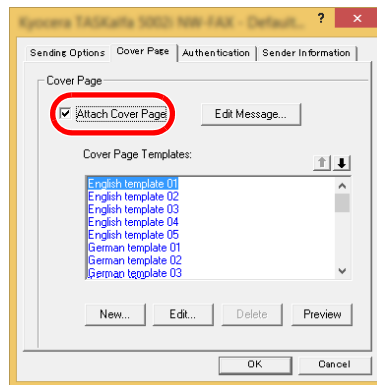 Kyocera TASKalfa 5002i NW-FAX - Default...
?
×
Sending Options Cover Page Authentication Sender Information
Cover Page
Attach Cover Page Edit Message...
Cover Page Templates:
English template 01
English template 02
English template 03
English template 04
English template 05
German template 01
German template 02
German template 03
New... Edit... Delete Preview
OK Cancel